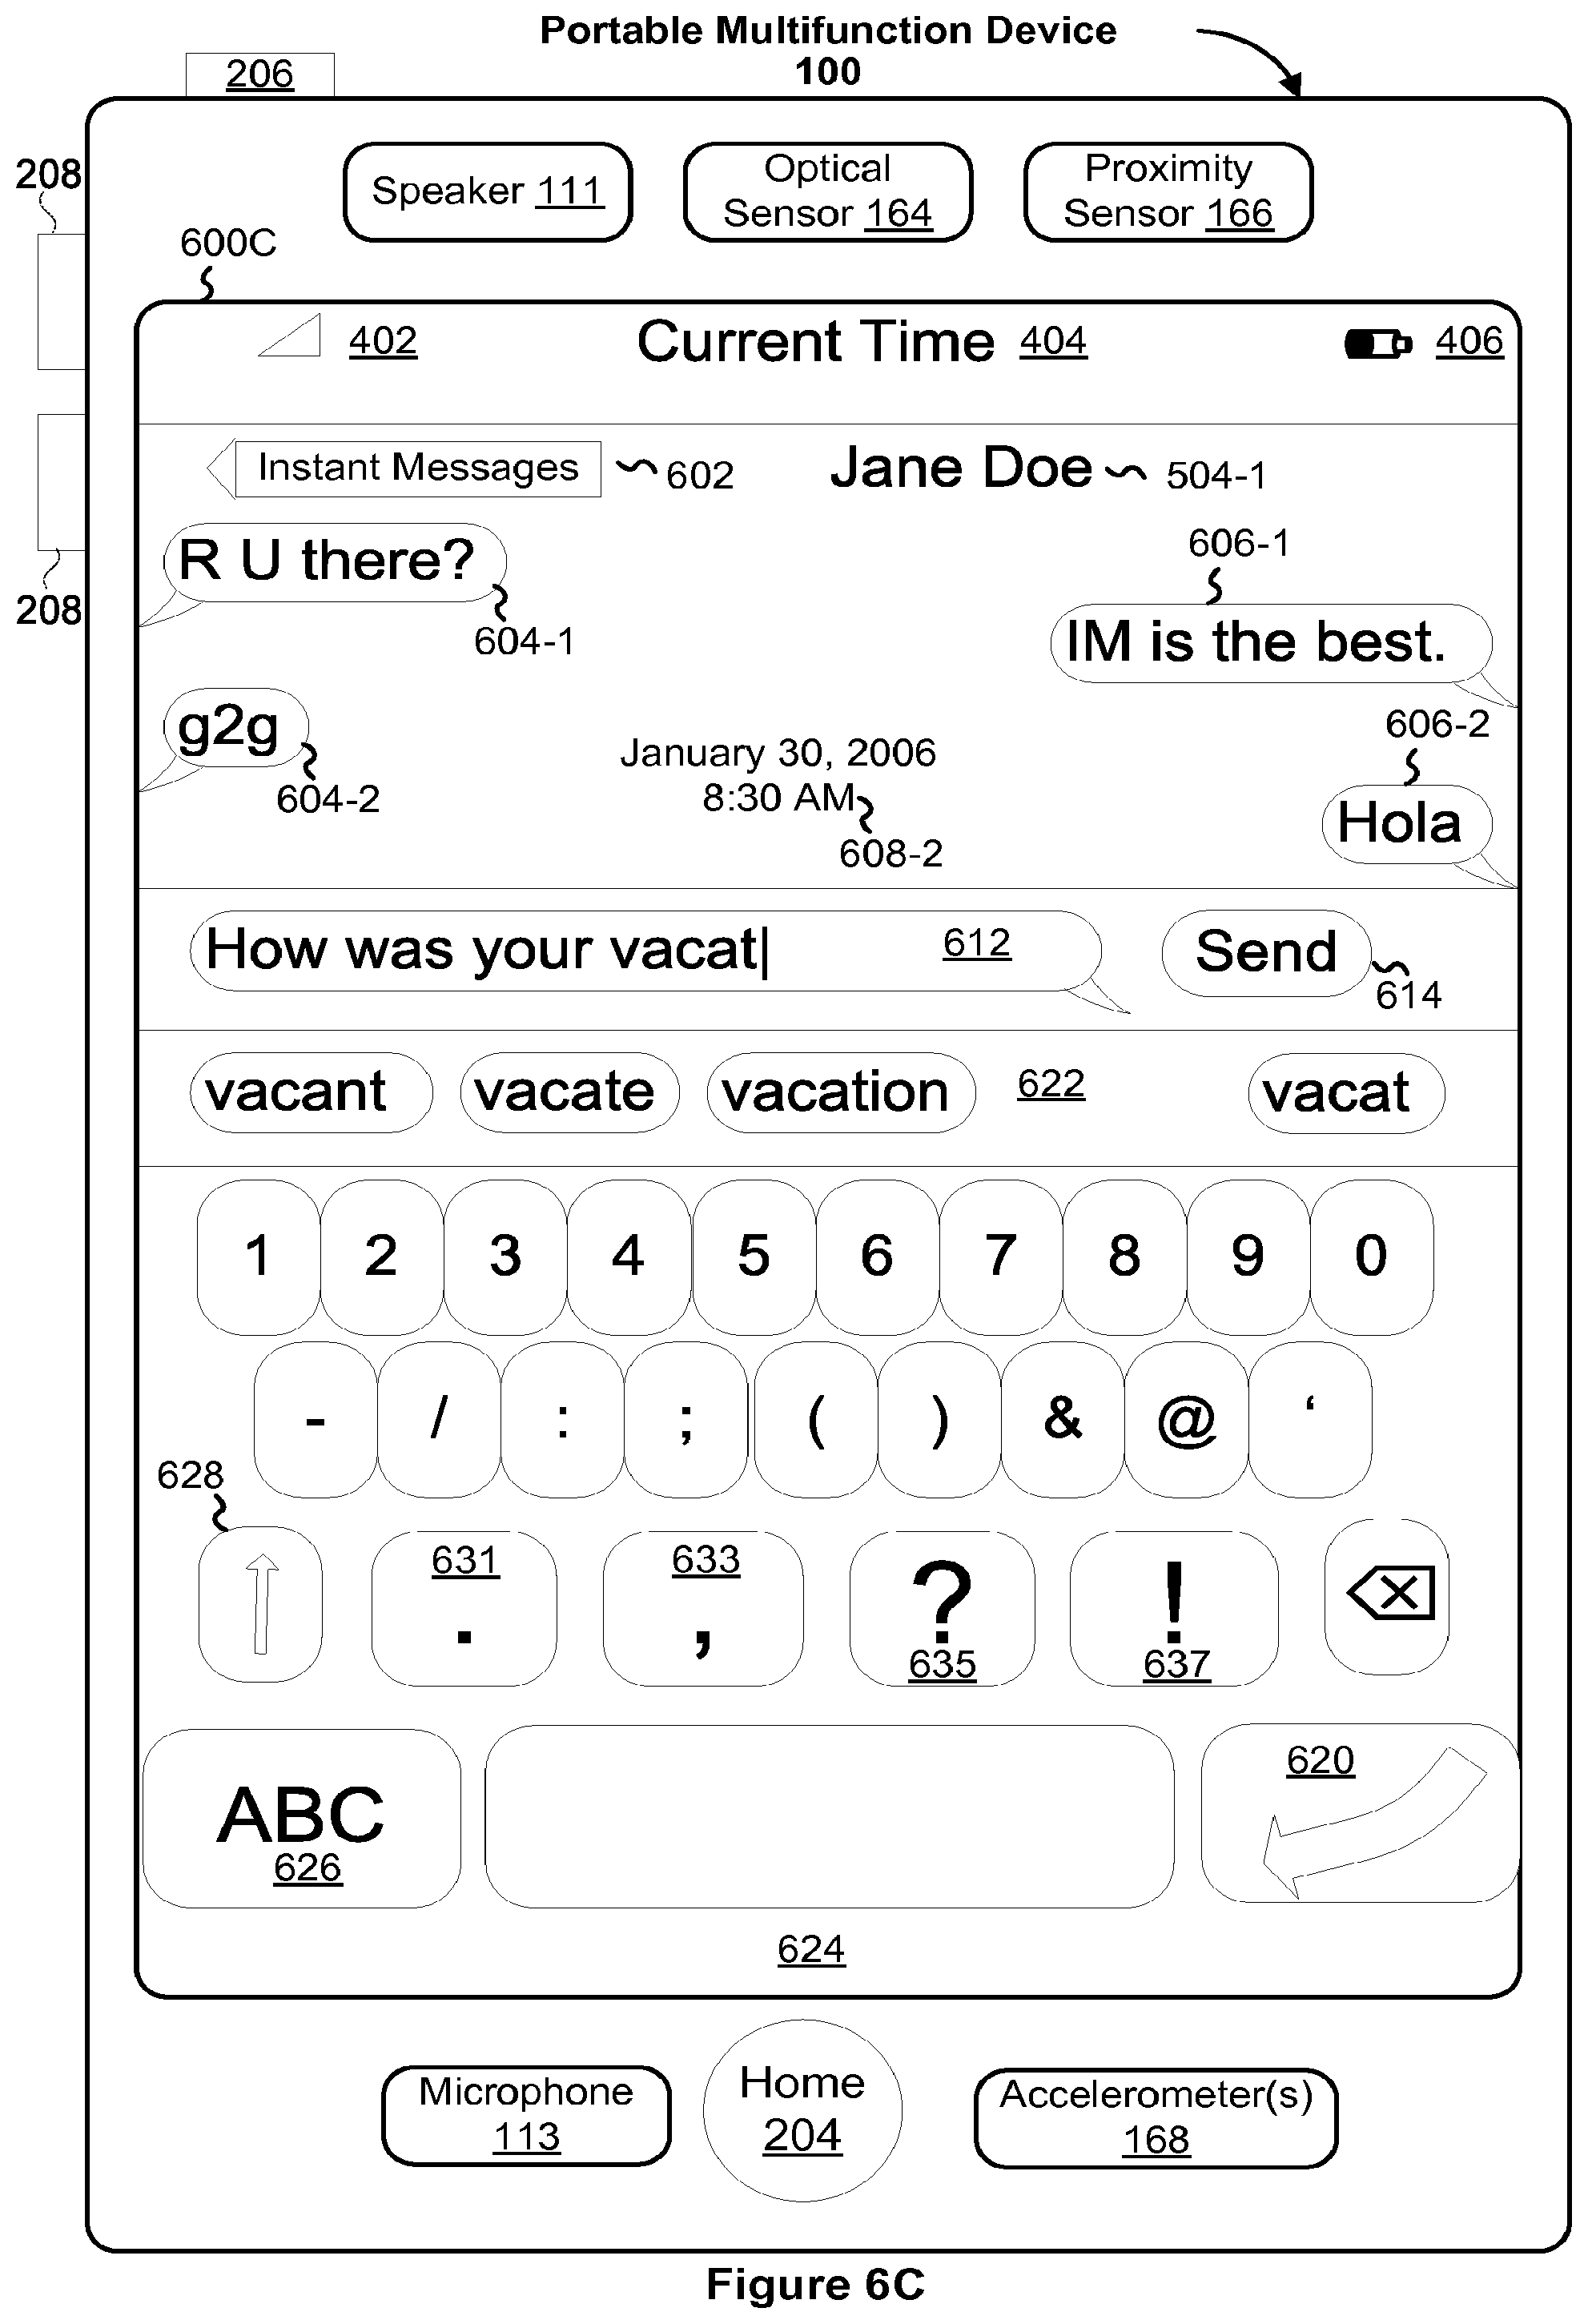 Portable Multifunction Device
100
206
208
Speaker 111
Optical
Sensor 164
Proximity
Sensor 166
600C
402
Current Time 404
406
Instant Messages
602
Jane Doe
504-1
R U there?
604-1
208
606-1
IM is the best.
g2g
604-2
January 30, 2006
8:30 AM
608-2
606-2
Hola
How was your vacat|
612
Send
614
vacant
vacate
vacation
622
vacat
1 2 3 4 5 6 7 8 9 0
- / : ; ( ) & @ ‘
628
631
.
633
,
?
635
!
637
ABC
626
620
624
Microphone
113
Home
204
Accelerometer(s)
168
Figure 6C